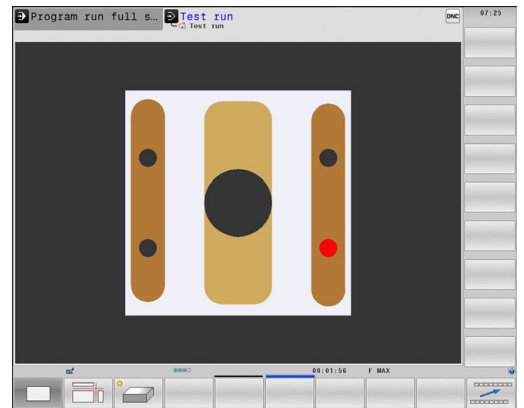 Program run full s…
Test run
Test run
DNC
07:25
00:01:56
F MAX